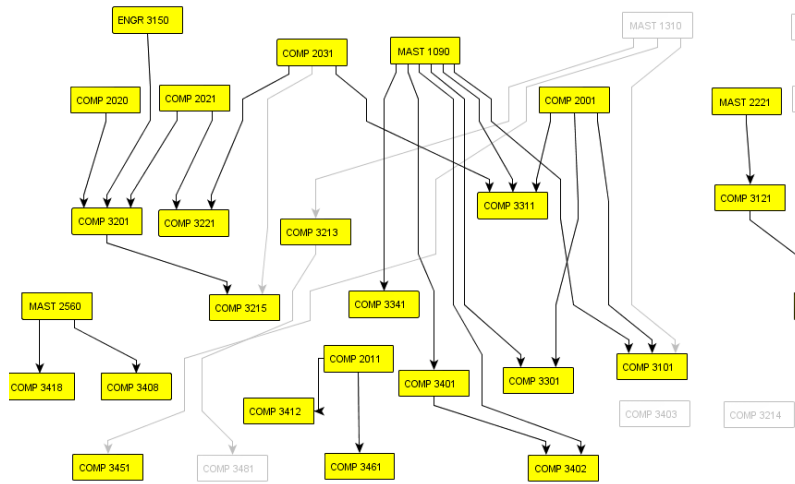 ENGR 3150
MAST 1310
COMP 2031
MAST 1090
COMP 2020
COMP 2021
COMP 2001
MAST 2221
COMP 3121
COMP 3201
COMP 3221
COMP 3213
COMP 3311
MAST 2560
COMP 3215
COMP 3341
COMP 2011
COMP 3101
COMP 3418
COMP 3408
COMP 3401
COMP 3301
COMP 3412
COMP 3403
COMP 3214
COMP 3451
COMP 3481
COMP 3461
COMP 3402